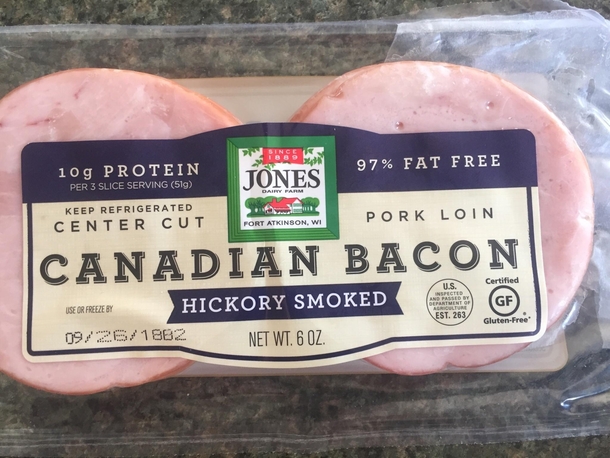 SINCE
1889
JONES
DAIRY FARM
FORT ATKINSON, WI
10g PROTEIN
PER 3 SLICE SERVING (51g)
97% FAT FREE
KEEP REFRIGERATED
CENTER CUT
PORK LOIN
CANADIAN BACON
HICKORY SMOKED
USE OR FREEZE BY
09/26/1882
NET WT. 6 OZ.
U.S.
INSPECTED
AND PASSED BY
DEPARTMENT OF
AGRICULTURE
EST. 263
Certified
GF
Gluten-Free